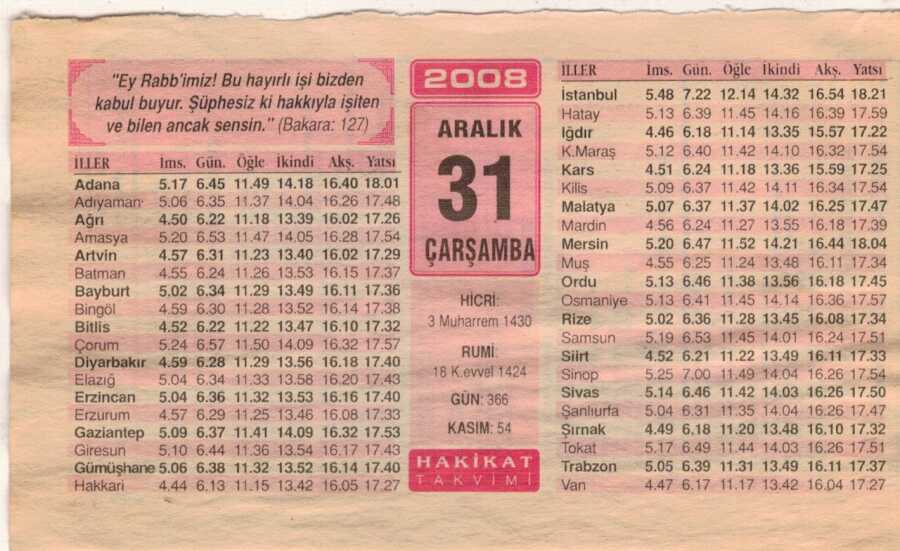 "Ey Rabb'imiz! Bu hayırlı işi bizden
kabul buyur. Şüphesiz ki hakkıyla işiten
ve bilen ancak sensin." (Bakara: 127)
İLLER İms. Gün. Öğle İkindi Akş. Yatsı
Adana 5.17 6.45 11.49 14.18 16.40 18.01
Adıyaman 5.06 6.35 11.37 14.04 16.26 17.48
Ağrı 4.50 6.22 11.18 13.39 16.02 17.26
Amasya 5.20 6.53 11.47 14.05 16.28 17.54
Artvin 4.57 6.31 11.23 13.40 16.02 17.29
Batman 4.55 6.24 11.26 13.53 16.15 17.37
Bayburt 5.02 6.34 11.29 13.49 16.11 17.36
Bingöl 4.59 6.30 11.28 13.52 16.14 17.38
Bitlis 4.52 6.22 11.22 13.47 16.10 17.32
Çorum 5.24 6.57 11.50 14.09 16.32 17.57
Diyarbakır 4.59 6.28 11.29 13.56 16.18 17.40
Elazığ 5.04 6.34 11.33 13.58 16.20 17.43
Erzincan 5.04 6.36 11.32 13.53 16.16 17.40
Erzurum 4.57 6.29 11.25 13.46 16.08 17.33
Gaziantep 5.09 6.37 11.41 14.09 16.32 17.53
Giresun 5.10 6.44 11.36 13.54 16.17 17.43
Gümüşhane 5.06 6.38 11.32 13.52 16.14 17.40
Hakkari 4.44 6.13 11.15 13.42 16.05 17.27
2008
ARALIK
31
ÇARŞAMBA
HİCRİ:
3 Muharrem 1430
RUMİ:
18 K.evvel 1424
GÜN: 366
KASIM: 54
HAKİKAT
TAKVİMİ
İLLER İms. Gün. Öğle İkindi Akş. Yatsı
İstanbul 5.48 7.22 12.14 14.32 16.54 18.21
Hatay 5.13 6.39 11.45 14.16 16.39 17.59
Iğdır 4.46 6.18 11.14 13.35 15.57 17.22
K.Maraş 5.12 6.40 11.42 14.10 16.32 17.54
Kars 4.51 6.24 11.18 13.36 15.59 17.25
Kilis 5.09 6.37 11.42 14.11 16.34 17.54
Malatya 5.07 6.37 11.37 14.02 16.25 17.47
Mardin 4.56 6.24 11.27 13.55 16.18 17.39
Mersin 5.20 6.47 11.52 14.21 16.44 18.04
Muş 4.55 6.25 11.24 13.48 16.11 17.34
Ordu 5.13 6.46 11.38 13.56 16.18 17.45
Osmaniye 5.13 6.41 11.45 14.14 16.36 17.57
Rize 5.02 6.36 11.28 13.45 16.08 17.34
Samsun 5.19 6.53 11.45 14.01 16.24 17.51
Siirt 4.52 6.21 11.22 13.49 16.11 17.33
Sinop 5.25 7.00 11.49 14.04 16.26 17.54
Sivas 5.14 6.46 11.42 14.03 16.26 17.50
Şanlıurfa 5.04 6.31 11.35 14.04 16.26 17.47
Şırnak 4.49 6.18 11.20 13.48 16.10 17.32
Tokat 5.17 6.49 11.44 14.03 16.26 17.51
Trabzon 5.05 6.39 11.31 13.49 16.11 17.37
Van 4.47 6.17 11.17 13.42 16.04 17.27